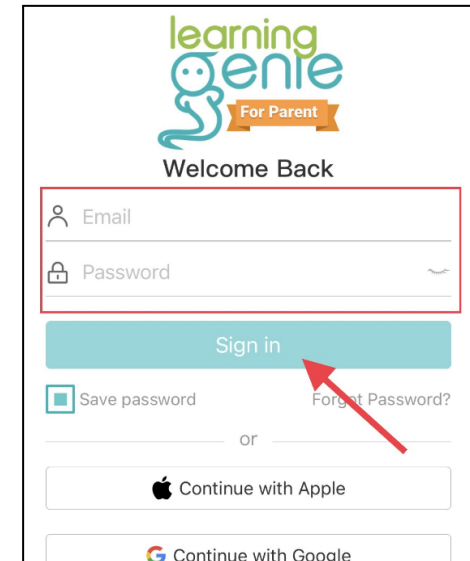 learning
genie
For Parent
Welcome Back
Email
Password
Sign in
Save password Forgot Password?
or
Continue with Apple
Continue with Google